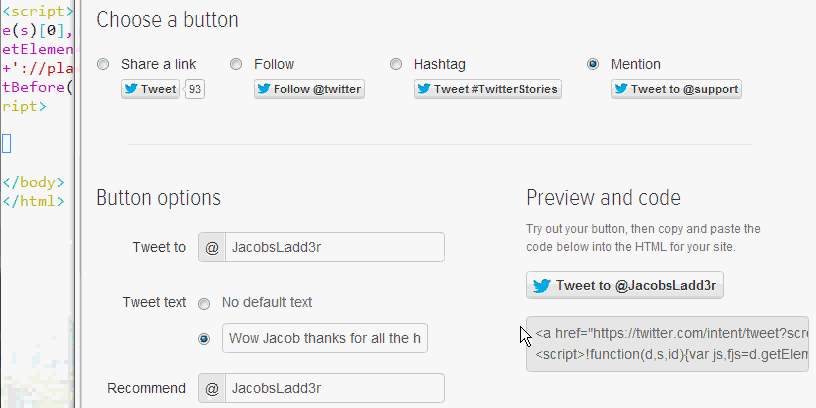 <script>
e(s)[0],
etElemen
+'://pla
tBefore(
ript>
</body>
</html>
Choose a button
Share a link
Follow
Hashtag
Mention
Tweet 93
Follow @twitter
Tweet #TwitterStories
Tweet to @support
Button options
Tweet to @ JacobsLadd3r
Tweet text No default text
Wow Jacob thanks for all the h
Recommend @ JacobsLadd3r
Preview and code
Try out your button, then copy and paste the
code below into the HTML for your site.
Tweet to @JacobsLadd3r
<a href="https://twitter.com/intent/tweet?scre
<script>!function(d,s,id){var js,fjs=d.getElem